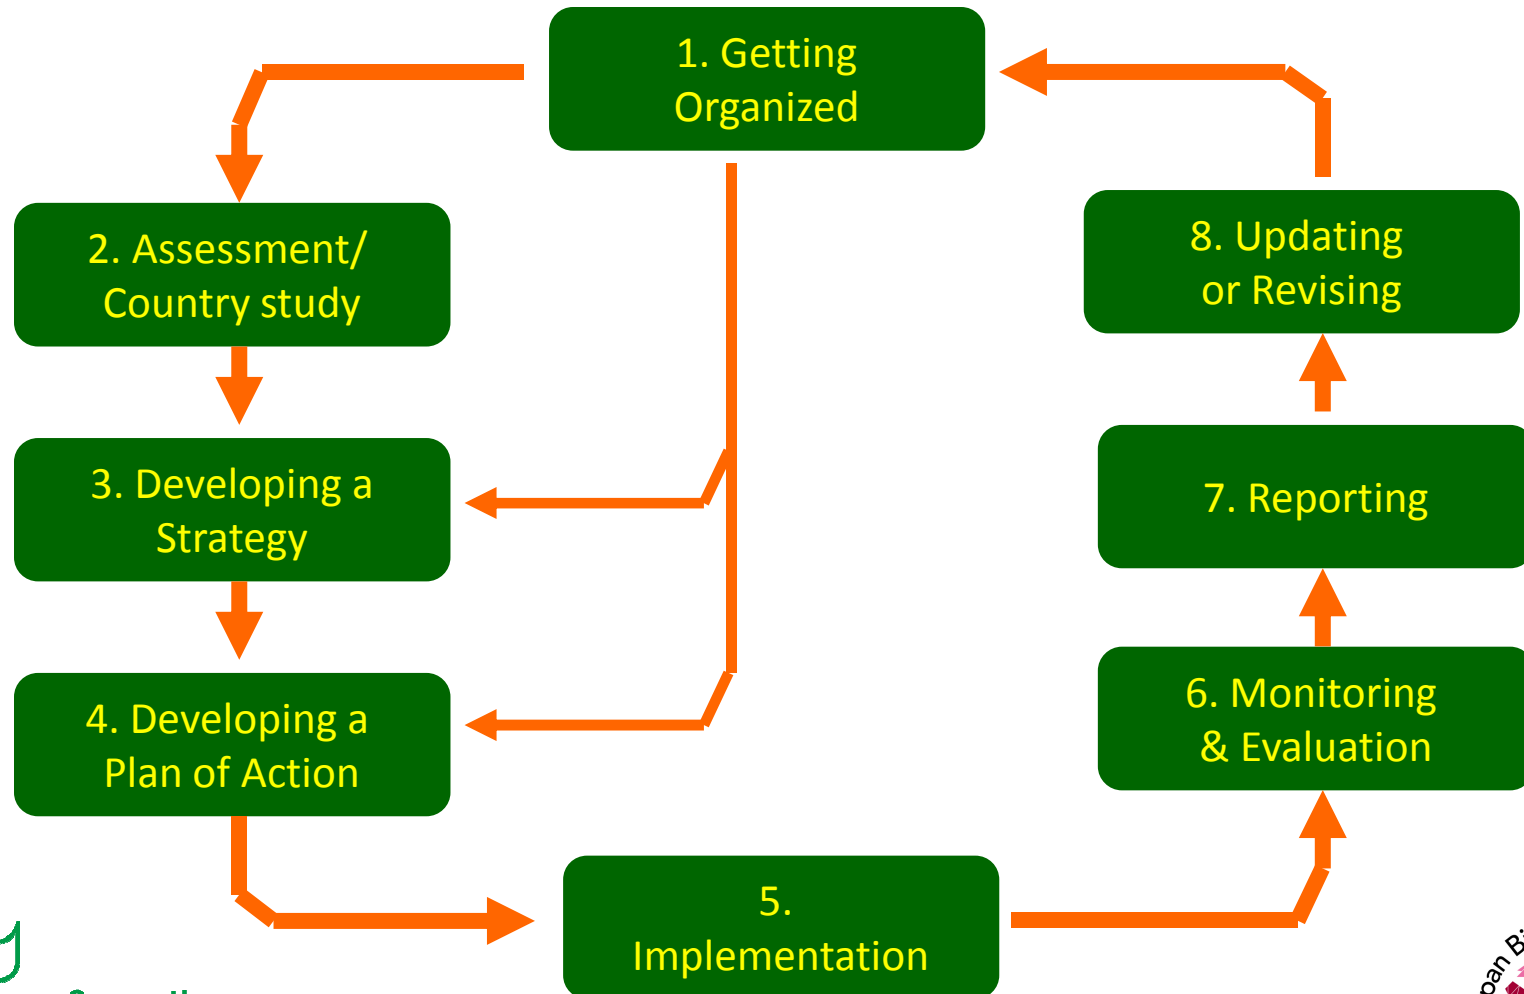 1. Getting
Organized
2. Assessment/
Country study
3. Developing a
Strategy
4. Developing a
Plan of Action
5.
Implementation
6. Monitoring
& Evaluation
7. Reporting
8. Updating
or Revising